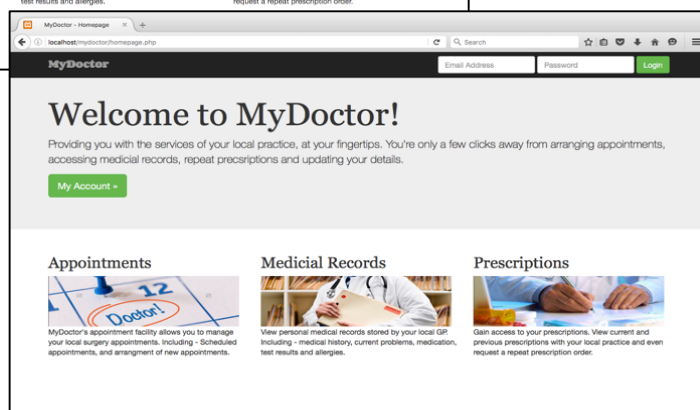 test results and allergies. request a repeat prescription order.
MyDoctor - Homepage
localhost/mydoctor/homepage.php Search
MyDoctor Email Address Password Login
Welcome to MyDoctor!
Providing you with the services of your local practice, at your fingertips. You're only a few clicks away from arranging appointments,
accessing medicial records, repeat precsriptions and updating your details.
My Account »
Appointments Medicial Records Prescriptions
12
Doctor!
MyDoctor's appointment facility allows you to manage
your local surgery appointments. Including - Scheduled
appointments, and arrangment of new appointments.
View personal medical records stored by your local GP.
Including - medical history, current problems, medication,
test results and allergies.
Gain access to your prescriptions. View current and
previous prescriptions with your local practice and even
request a repeat prescription order.